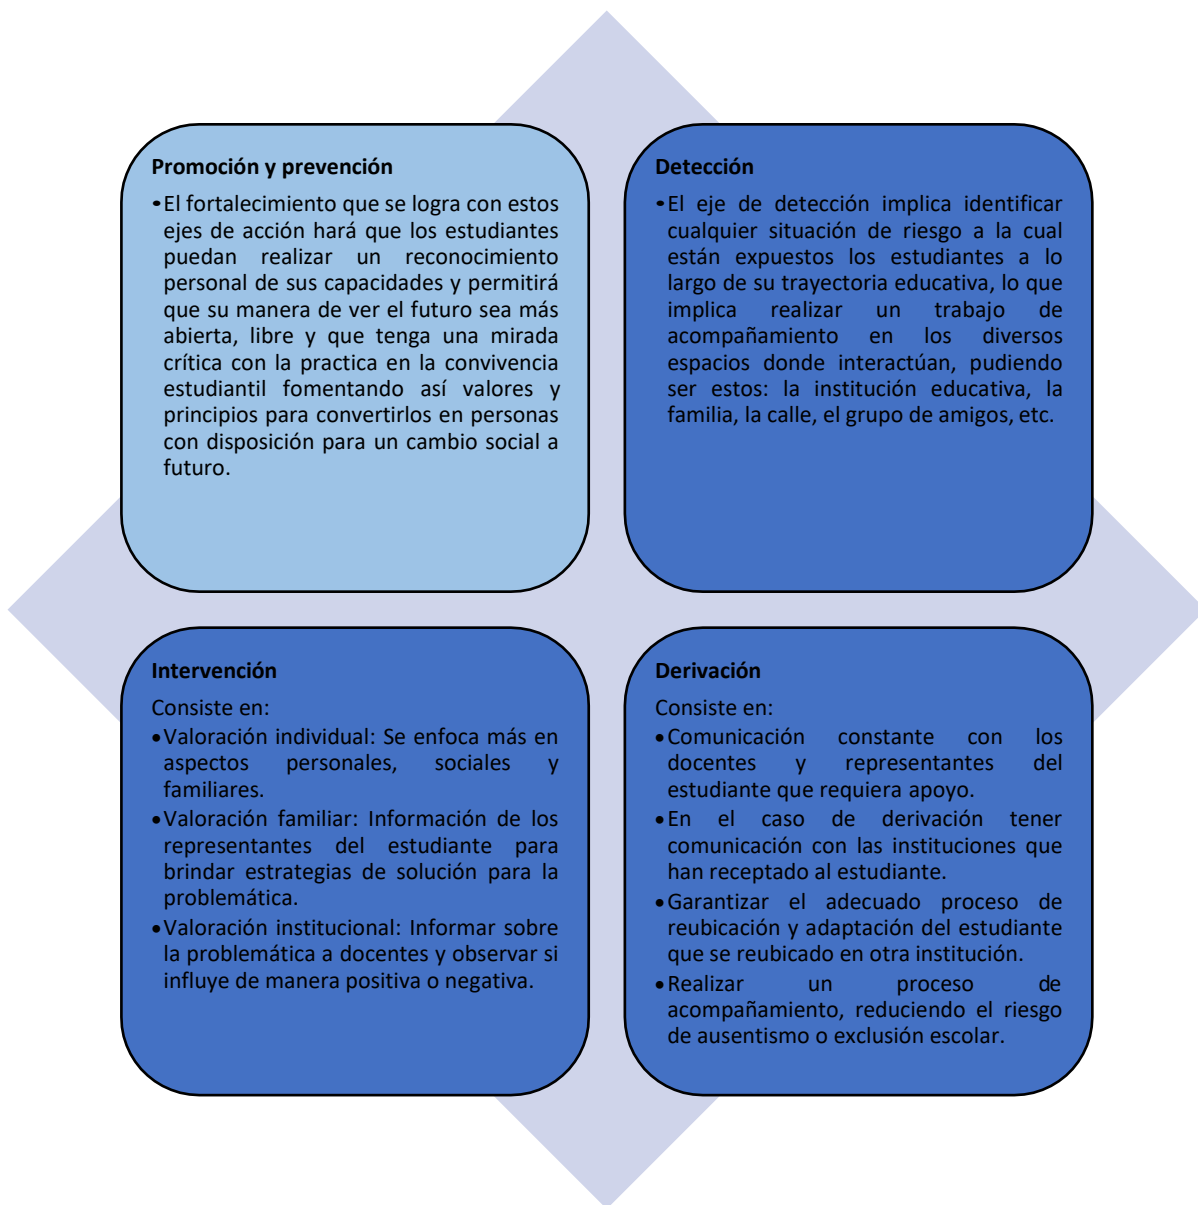 Promoción y prevención
•El fortalecimiento que se logra con estos
ejes de acción hará que los estudiantes
puedan realizar un reconocimiento
personal de sus capacidades y permitirá
que su manera de ver el futuro sea más
abierta, libre y que tenga una mirada
crítica con la practica en la convivencia
estudiantil fomentando así valores y
principios para convertirlos en personas
con disposición para un cambio social a
futuro.
Detección
•El eje de detección implica identificar
cualquier situación de riesgo a la cual
están expuestos los estudiantes a lo
largo de su trayectoria educativa, lo que
implica realizar un trabajo de
acompañamiento en los diversos
espacios donde interactúan, pudiendo
ser estos: la institución educativa, la
familia, la calle, el grupo de amigos, etc.
Intervención
Consiste en:
•Valoración individual: Se enfoca más en
aspectos personales, sociales y
familiares.
•Valoración familiar: Información de los
representantes del estudiante para
brindar estrategias de solución para la
problemática.
•Valoración institucional: Informar sobre
la problemática a docentes y observar si
influye de manera positiva o negativa.
Derivación
Consiste en:
•Comunicación constante con los
docentes y representantes del
estudiante que requiera apoyo.
•En el caso de derivación tener
comunicación con las instituciones que
han receptado al estudiante.
•Garantizar el adecuado proceso de
reubicación y adaptación del estudiante
que se reubicado en otra institución.
•Realizar un proceso de
acompañamiento, reduciendo el riesgo
de ausentismo o exclusión escolar.